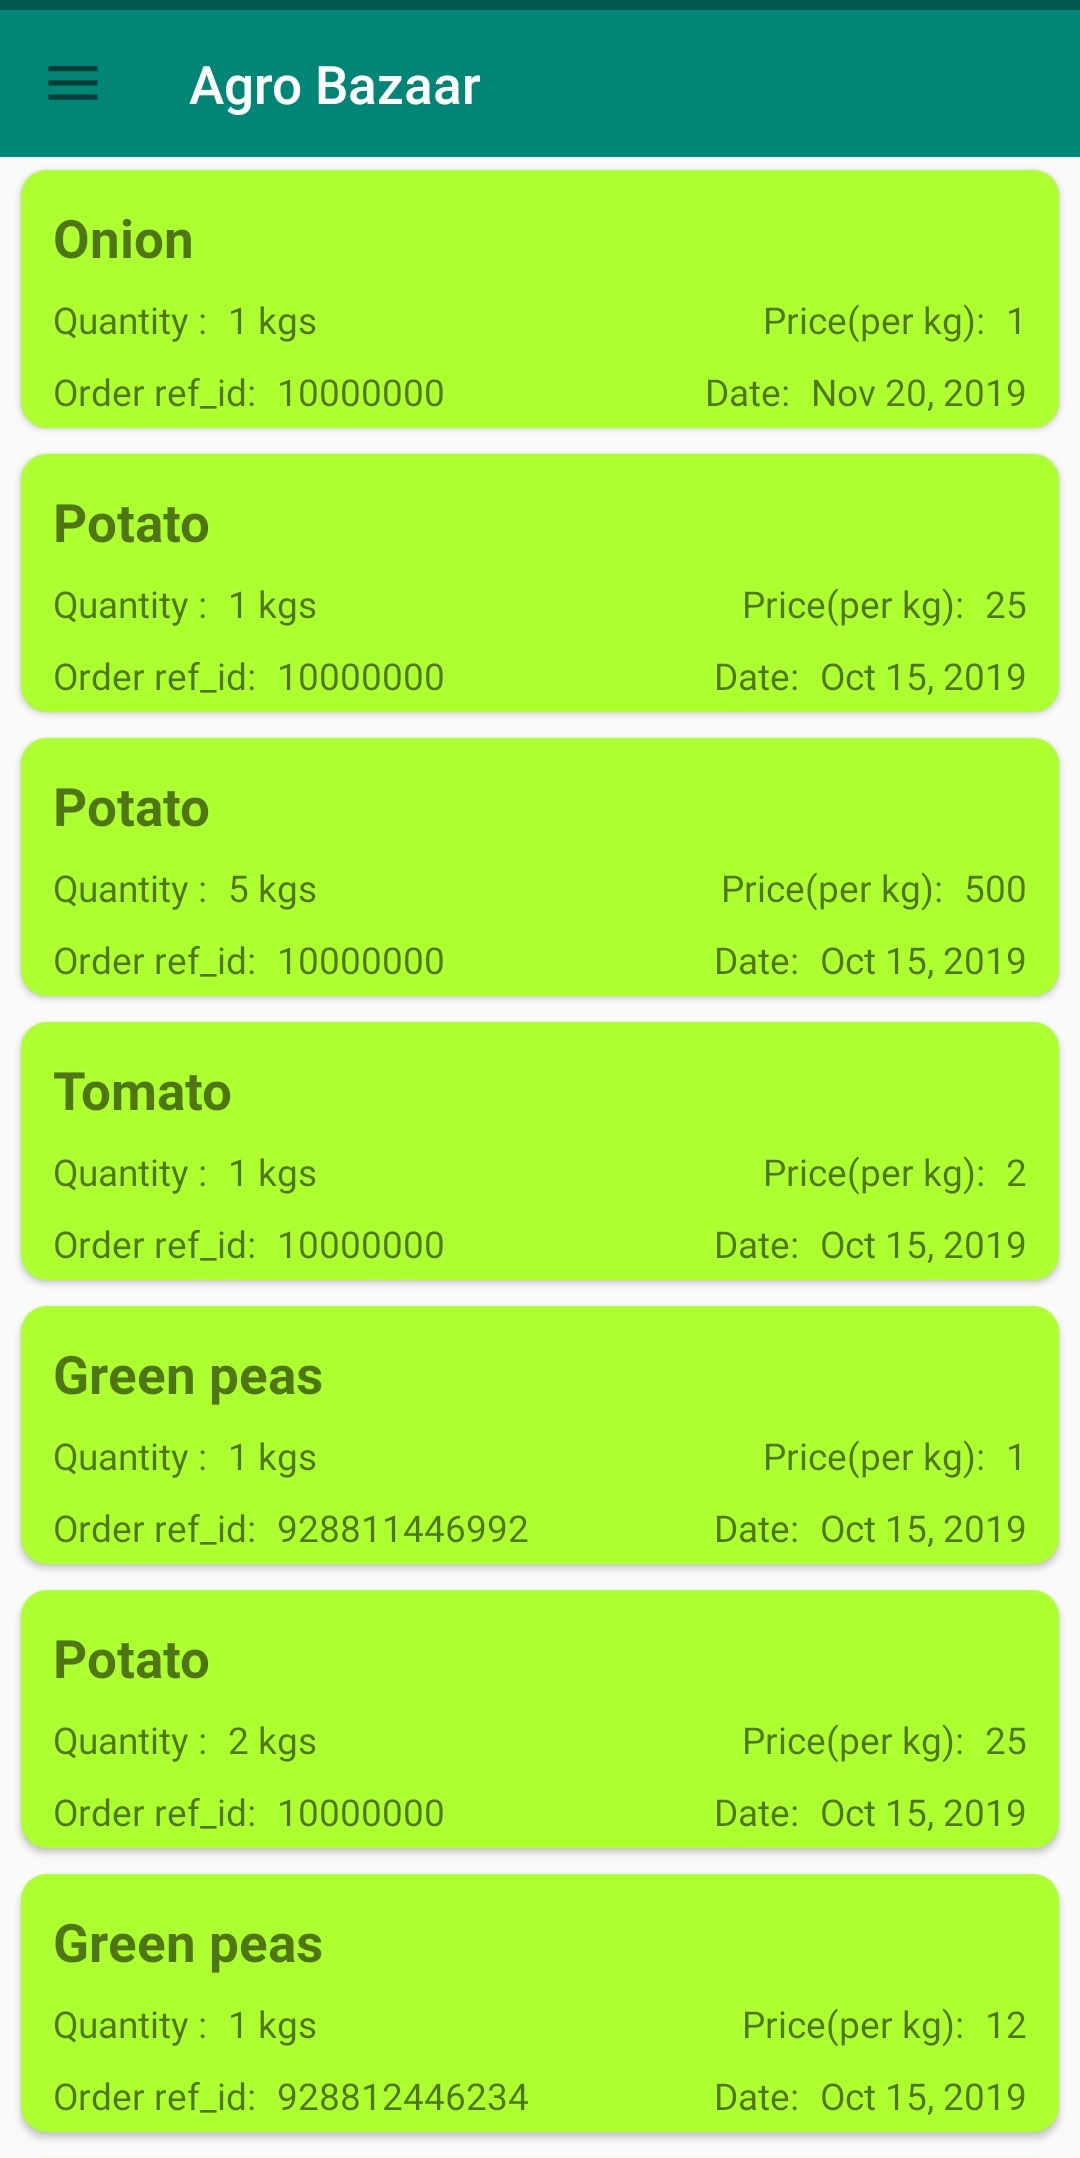 Agro Bazaar
Onion
Quantity : 1 kgs Price(per kg): 1
Order ref_id: 10000000 Date: Nov 20, 2019
Potato
Quantity : 1 kgs Price(per kg): 25
Order ref_id: 10000000 Date: Oct 15, 2019
Potato
Quantity : 5 kgs Price(per kg): 500
Order ref_id: 10000000 Date: Oct 15, 2019
Tomato
Quantity : 1 kgs Price(per kg): 2
Order ref_id: 10000000 Date: Oct 15, 2019
Green peas
Quantity : 1 kgs Price(per kg): 1
Order ref_id: 928811446992 Date: Oct 15, 2019
Potato
Quantity : 2 kgs Price(per kg): 25
Order ref_id: 10000000 Date: Oct 15, 2019
Green peas
Quantity : 1 kgs Price(per kg): 12
Order ref_id: 928812446234 Date: Oct 15, 2019